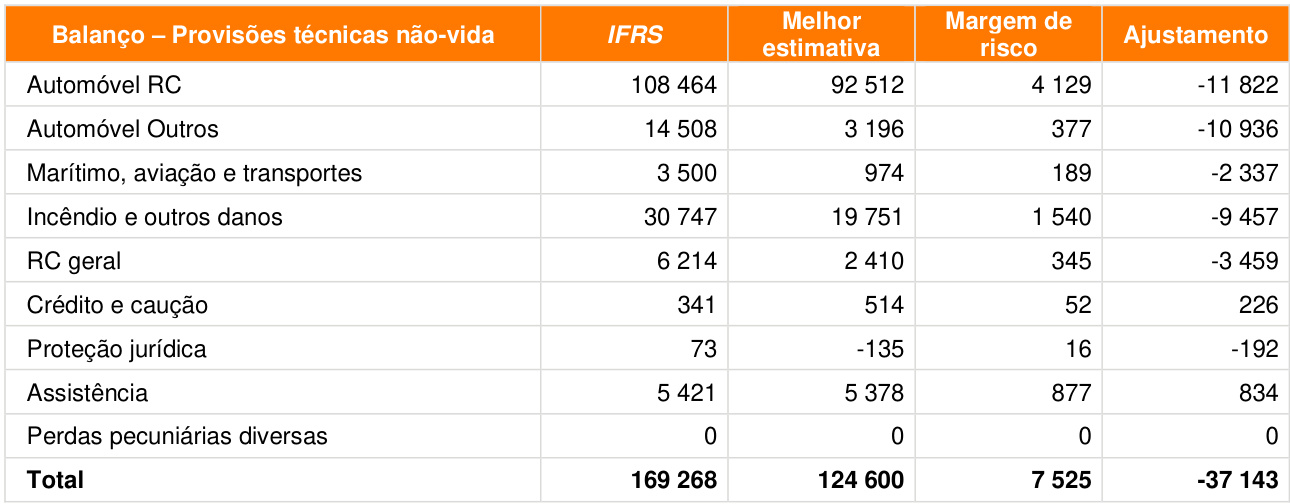 Balanço – Provisões técnicas não-vida IFRS Melhor estimativa Margem de risco Ajustamento
Automóvel RC 108 464 92 512 4 129 -11 822
Automóvel Outros 14 508 3 196 377 -10 936
Marítimo, aviação e transportes 3 500 974 189 -2 337
Incêndio e outros danos 30 747 19 751 1 540 -9 457
RC geral 6 214 2 410 345 -3 459
Crédito e caução 341 514 52 226
Proteção jurídica 73 -135 16 -192
Assistência 5 421 5 378 877 834
Perdas pecuniárias diversas 0 0 0 0
Total 169 268 124 600 7 525 -37 143